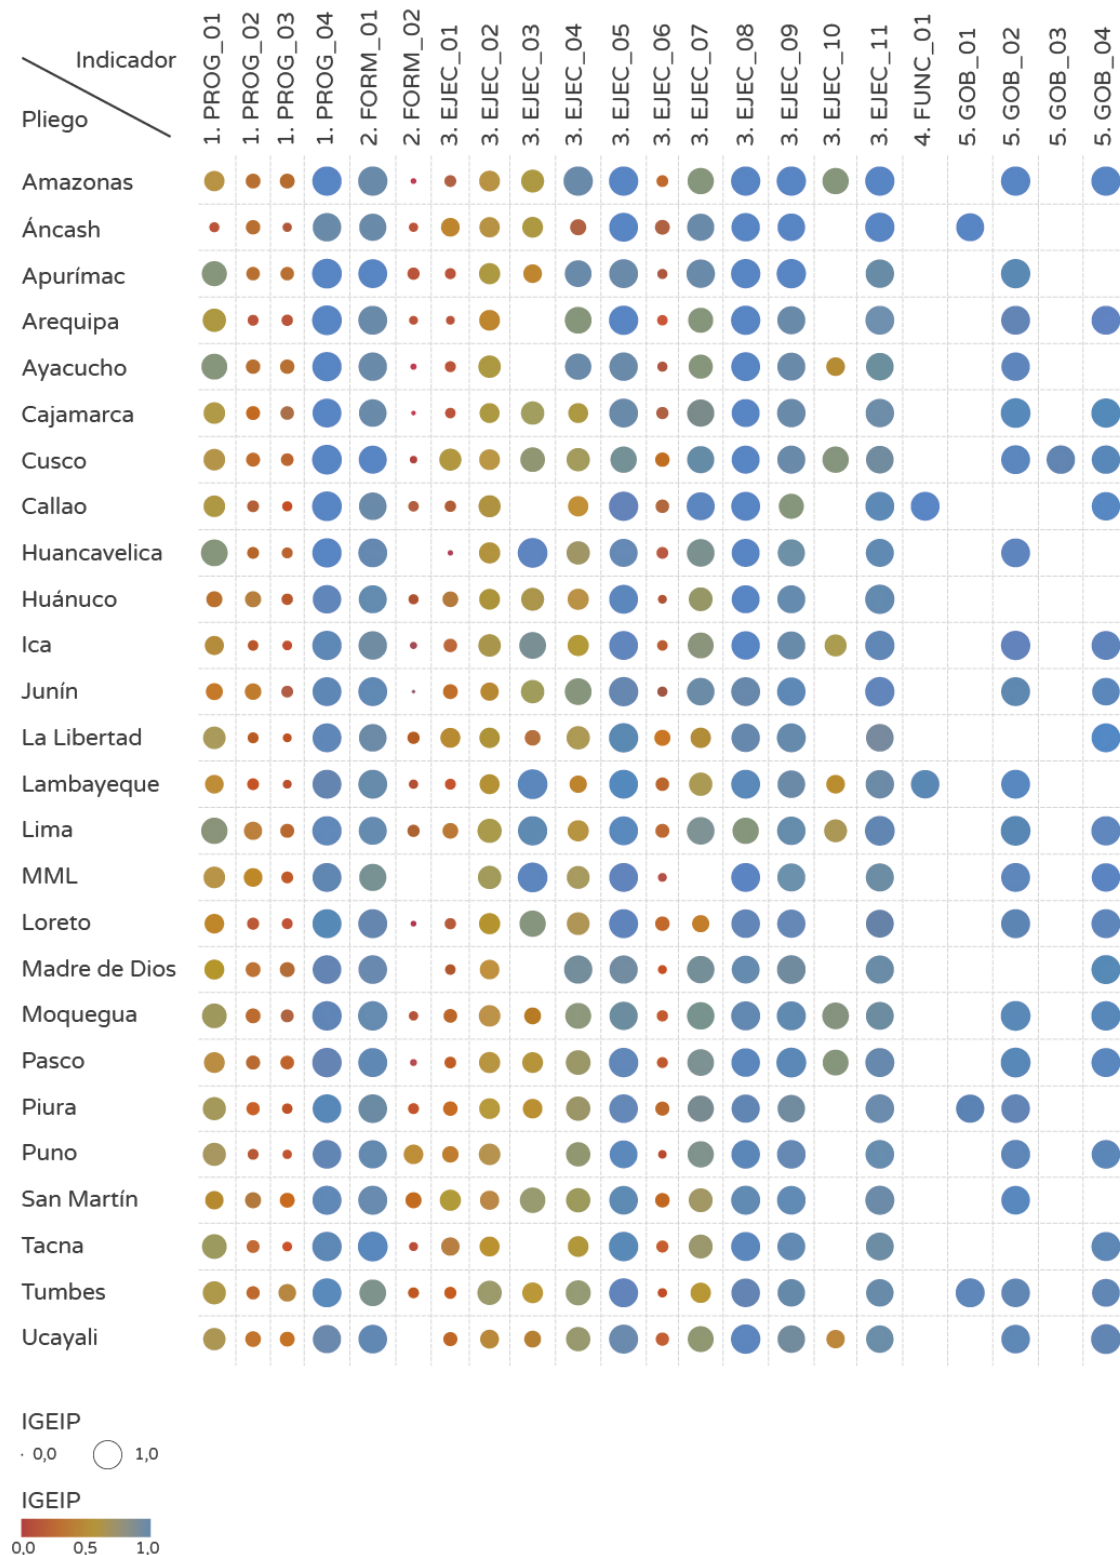 Indicador
Pliego
1. PROG_01
1. PROG_02
1. PROG_03
1. PROG_04
2. FORM_01
2. FORM_02
3. EJEC_01
3. EJEC_02
3. EJEC_03
3. EJEC_04
3. EJEC_05
3. EJEC_06
3. EJEC_07
3. EJEC_08
3. EJEC_09
3. EJEC_10
3. EJEC_11
4. FUNC_01
5. GOB_01
5. GOB_02
5. GOB_03
5. GOB_04
Amazonas
Áncash
Apurímac
Arequipa
Ayacucho
Cajamarca
Cusco
Callao
Huancavelica
Huánuco
Ica
Junín
La Libertad
Lambayeque
Lima
MML
Loreto
Madre de Dios
Moquegua
Pasco
Piura
Puno
San Martín
Tacna
Tumbes
Ucayali
IGEIP
0,0 1,0
IGEIP
0,0 0,5 1,0